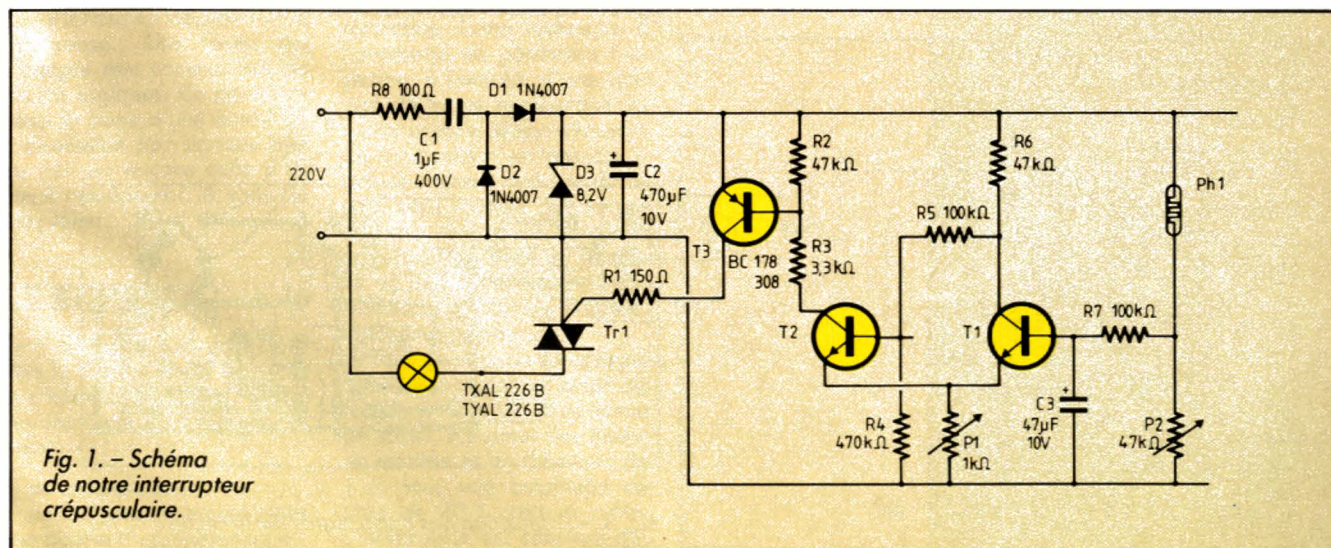 R8 100Ω
D1 1N4007
C1
1µF
400V
220V
D2
1N4007
D3
8,2V
+
C2
470µF
10V
T3
BC 178
308
R1 150Ω
Tr1
TXAL 226 B
TYAL 226 B
R2
47kΩ
R3
3,3kΩ
T2
R4
470kΩ
R5 100kΩ
R6
47kΩ
T1
P1
1kΩ
R7 100kΩ
+
C3
47µF
10V
Ph1
P2
47kΩ
Fig. 1. – Schéma
de notre interrupteur
crépusculaire.